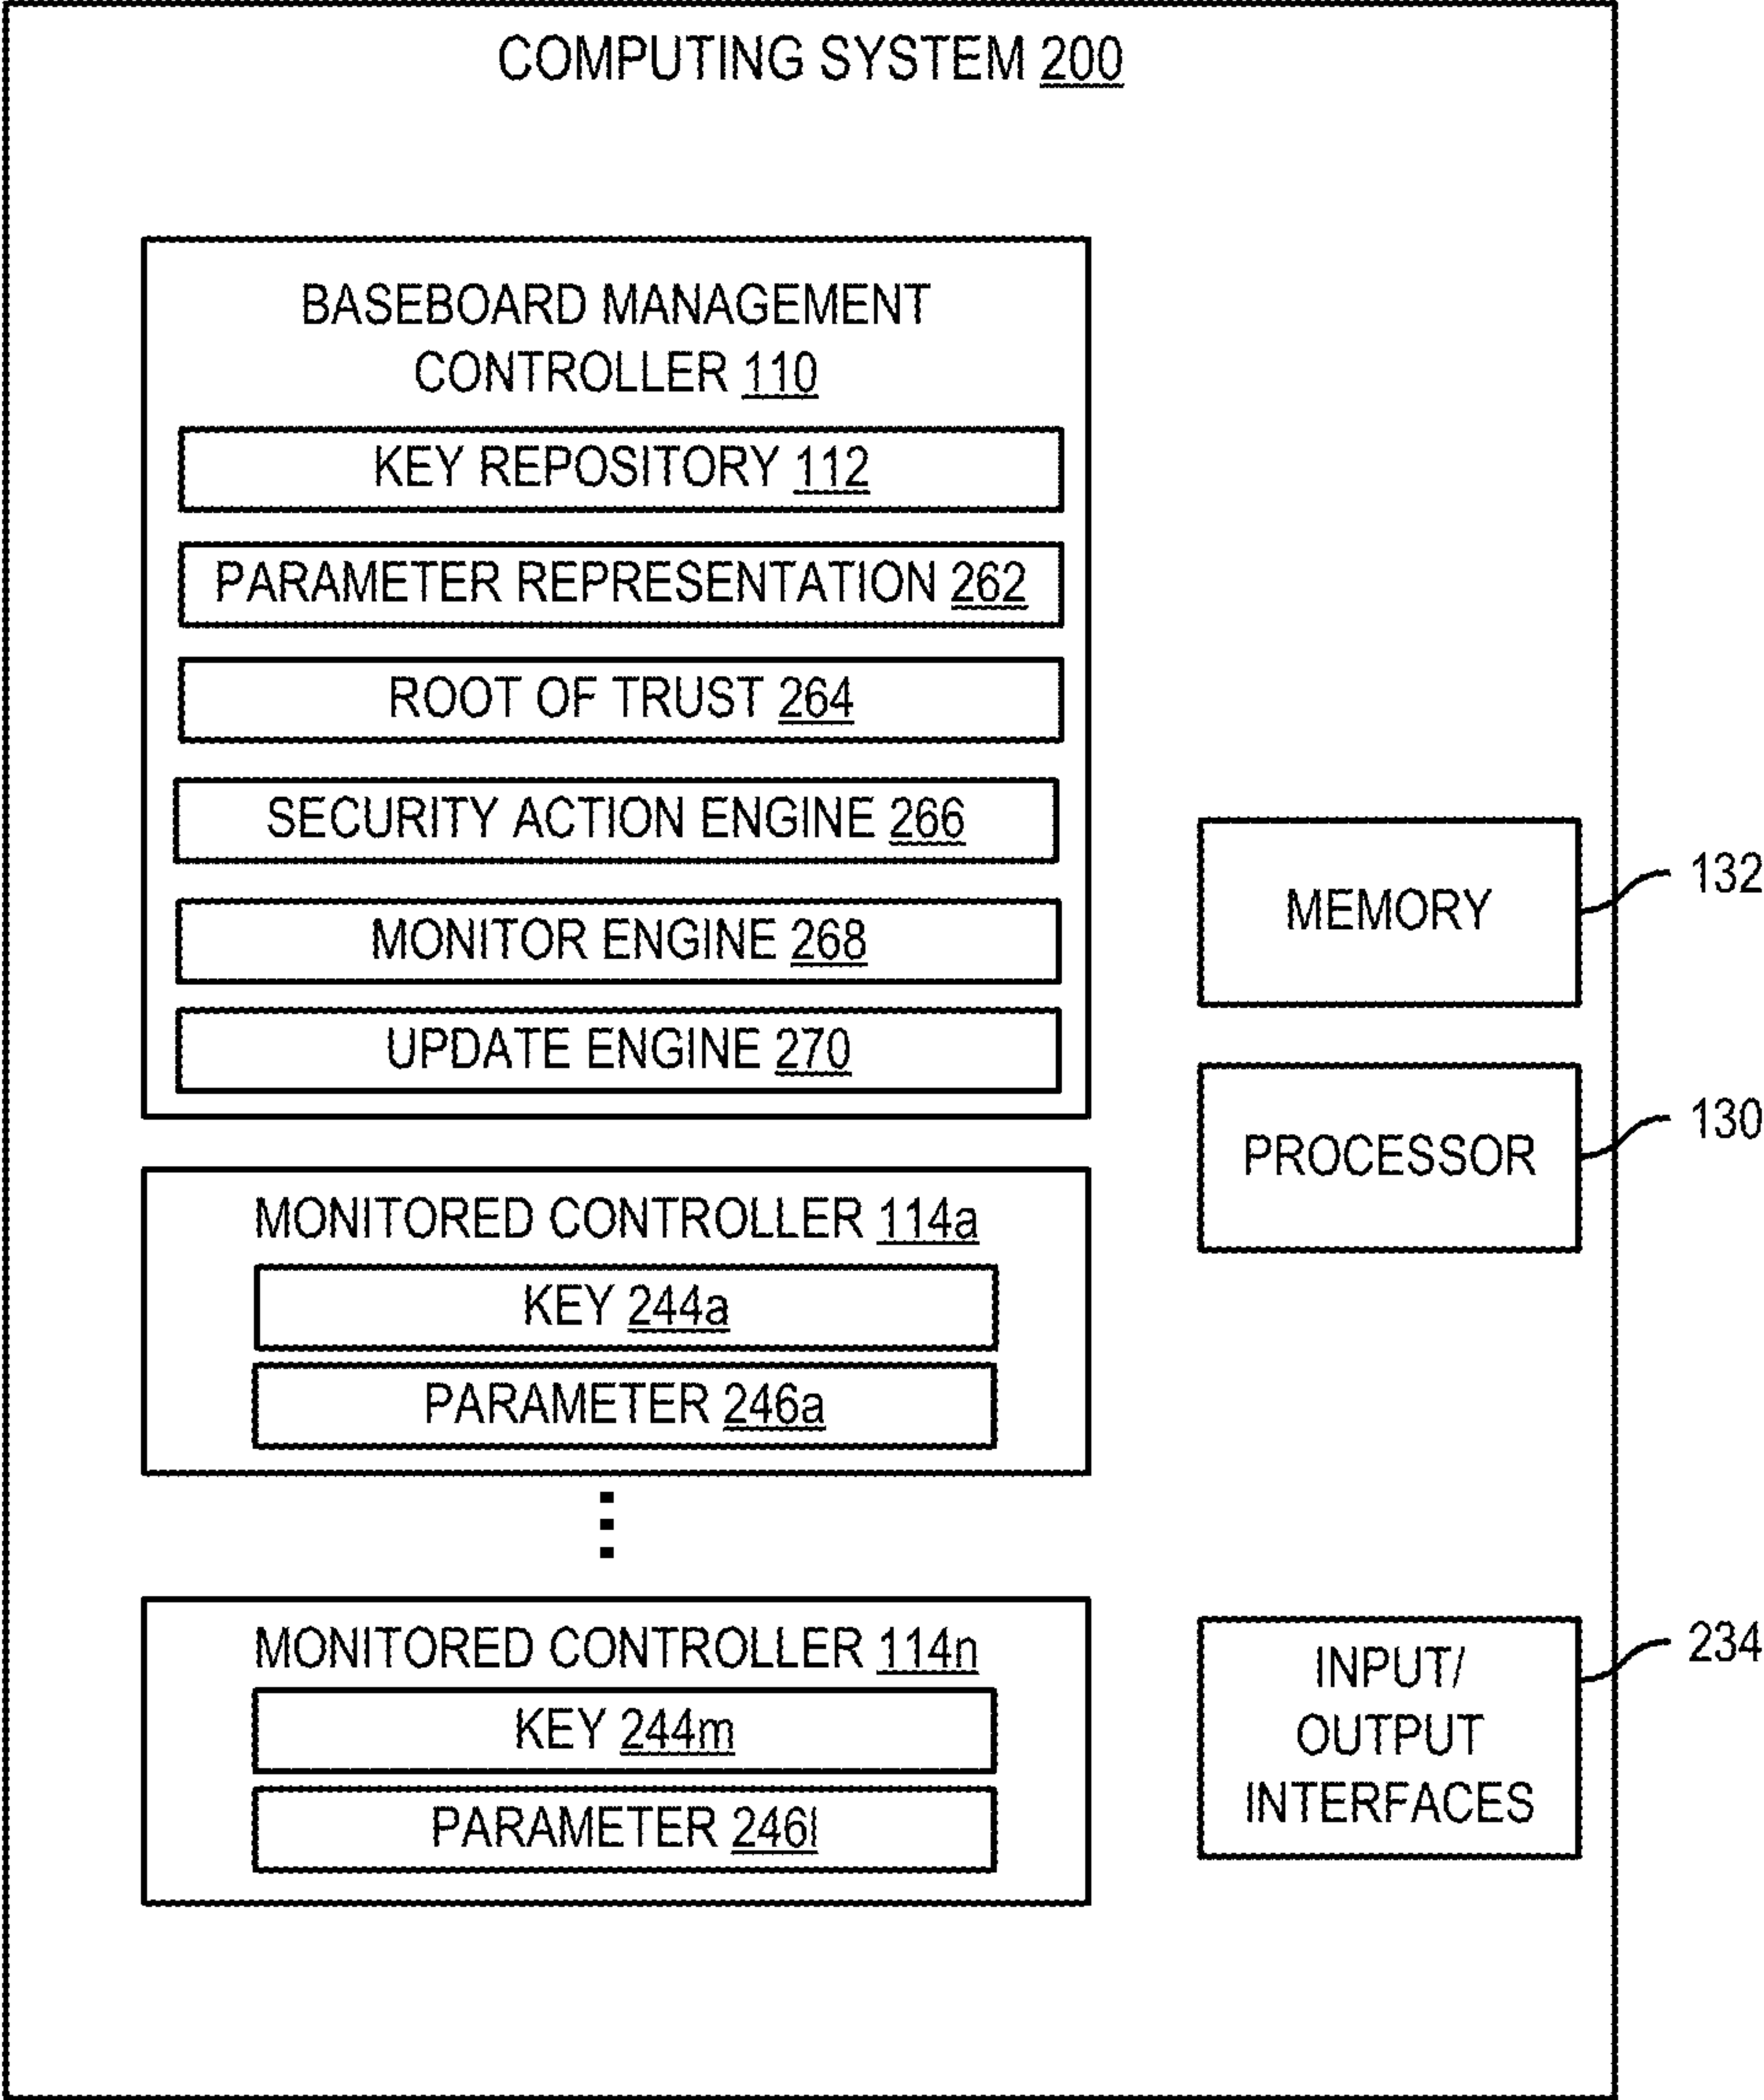 COMPUTING SYSTEM 200
BASEBOARD MANAGEMENT
CONTROLLER 110
KEY REPOSITORY 112
PARAMETER REPRESENTATION 262
ROOT OF TRUST 264
SECURITY ACTION ENGINE 266
MONITOR ENGINE 268
UPDATE ENGINE 270
MEMORY
132
PROCESSOR
130
MONITORED CONTROLLER 114a
KEY 244a
PARAMETER 246a
MONITORED CONTROLLER 114n
KEY 244m
PARAMETER 246l
INPUT/
OUTPUT
INTERFACES
234